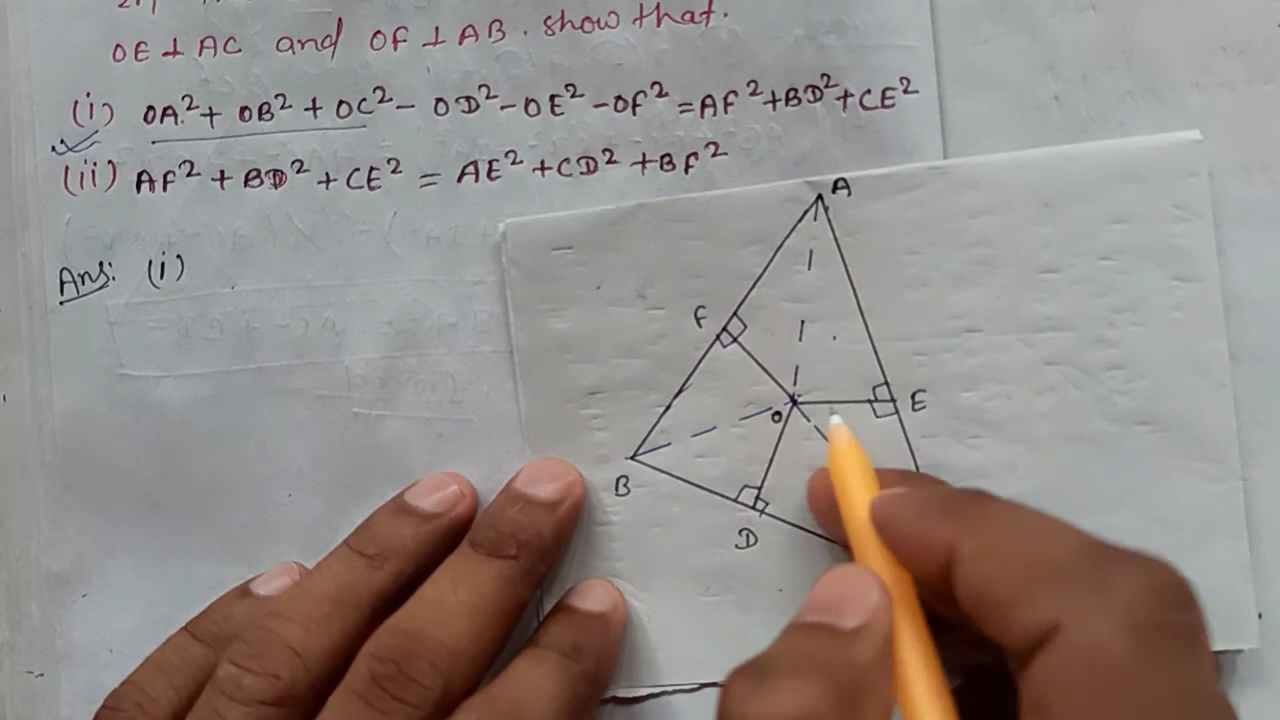 OE ⊥ AC and OF ⊥ AB. show that.
(i) OA² + OB² + OC² - OD² - OE² - OF² = AF² + BD² + CE²
(ii) AF² + BD² + CE² = AE² + CD² + BF²
Ans: (i)
A
F
E
O
B
D